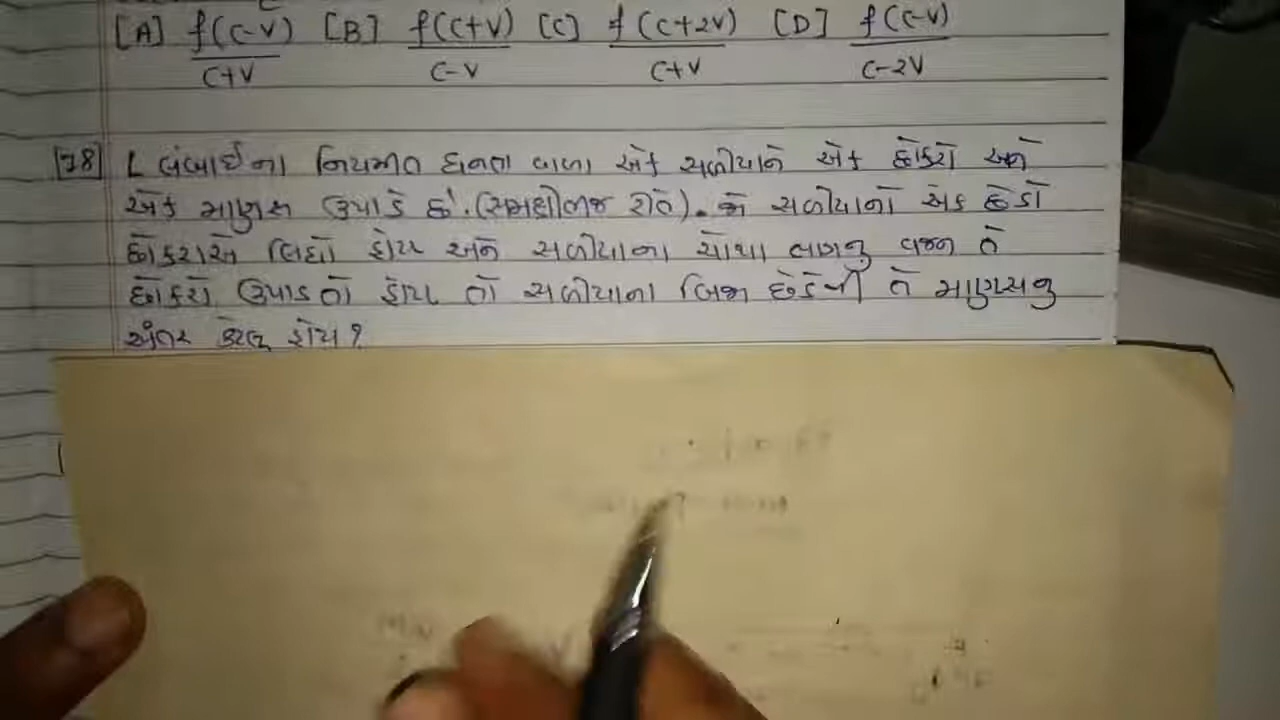 [A] f(C-V) / C+V [B] f(C+V) / C-V [C] f(C+2V) / C+V [D] f(C-V) / C-2V
[78] L લંબાઈના નિયમિત ઘનતા વાળા એક સળીયાને એક છોકરો અને
એક માણસ ઉપાડે છે. (સમક્ષીતિજ રીતે). જો સળીયાનો એક છેડો
છોકરાએ લિધો હોય અને સળીયાના ચોથા ભાગનુ વજન તે
છોકરો ઉપાડતો હોય તો સળીયાના બિજા છેડેથી તે માણસનુ
અંતર કેટલુ હોય?